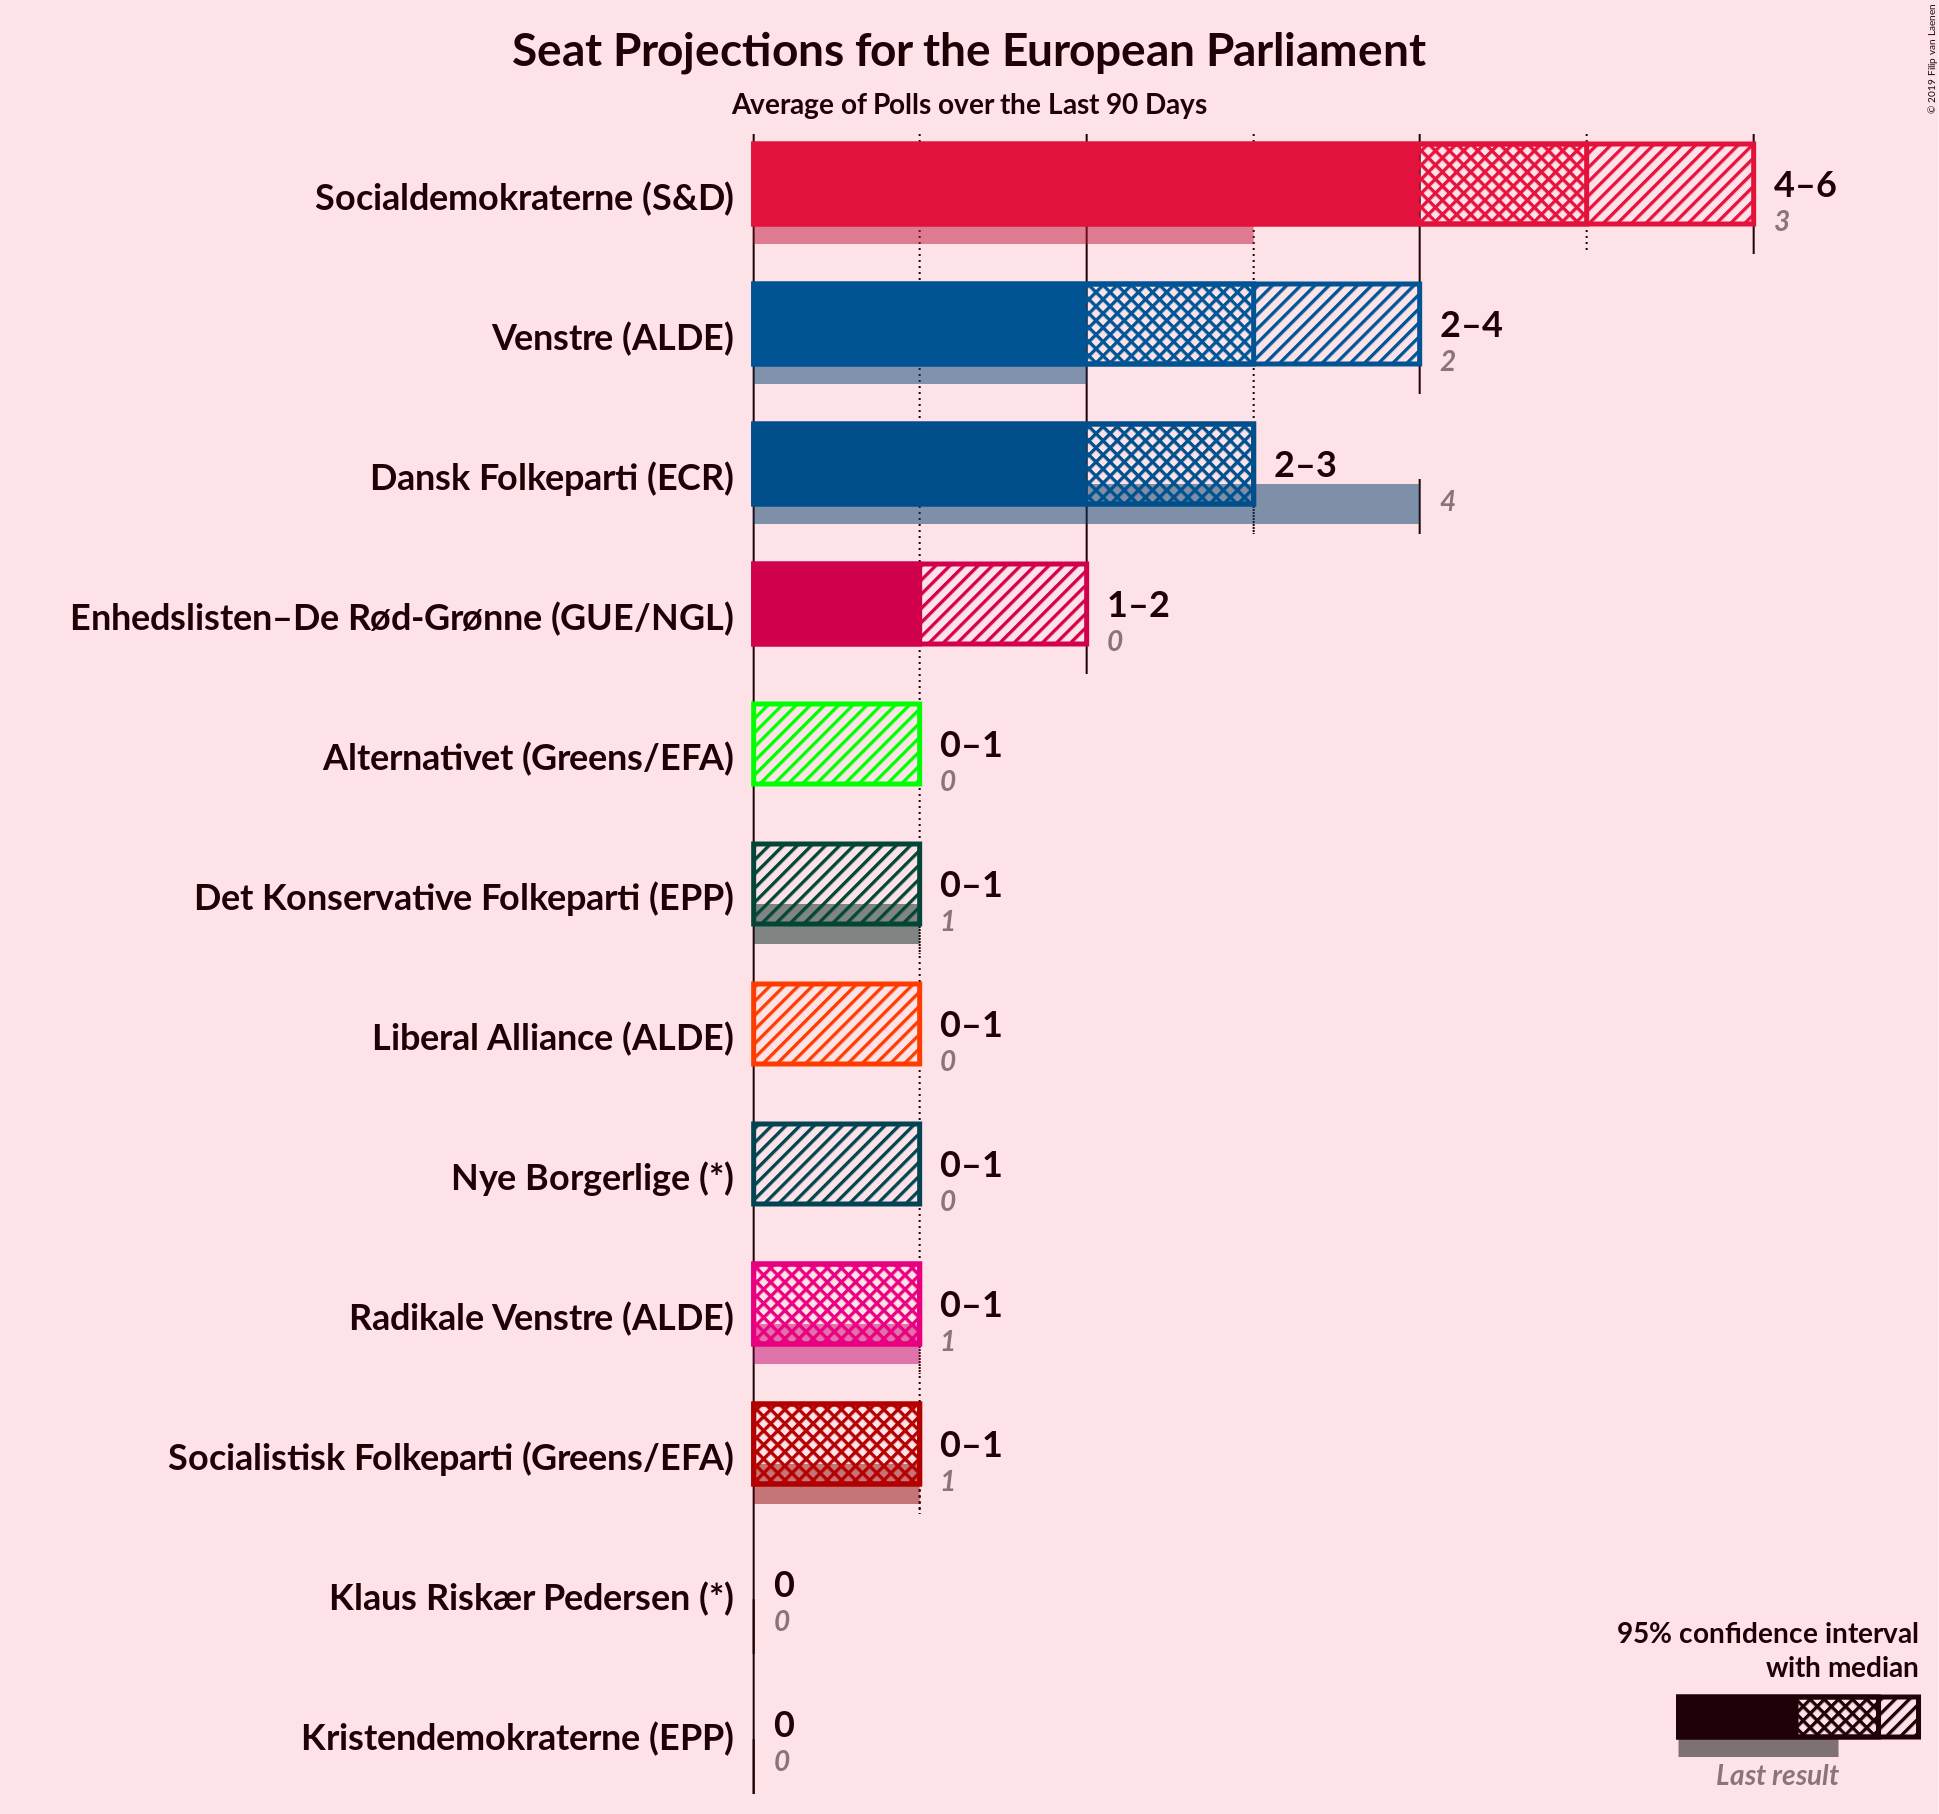 Seat Projections for the European Parliament
Average of Polls over the Last 90 Days
© 2019 Filip van Laenen
Socialdemokraterne (S&D)
4–6
3
Venstre (ALDE)
2–4
2
Dansk Folkeparti (ECR)
2–3
4
Enhedslisten–De Rød-Grønne (GUE/NGL)
1–2
0
Alternativet (Greens/EFA)
0–1
0
Det Konservative Folkeparti (EPP)
0–1
1
Liberal Alliance (ALDE)
0–1
0
Nye Borgerlige (*)
0–1
0
Radikale Venstre (ALDE)
0–1
1
Socialistisk Folkeparti (Greens/EFA)
0–1
1
Klaus Riskær Pedersen (*)
0
0
Kristendemokraterne (EPP)
0
0
95% confidence interval
with median
Last result